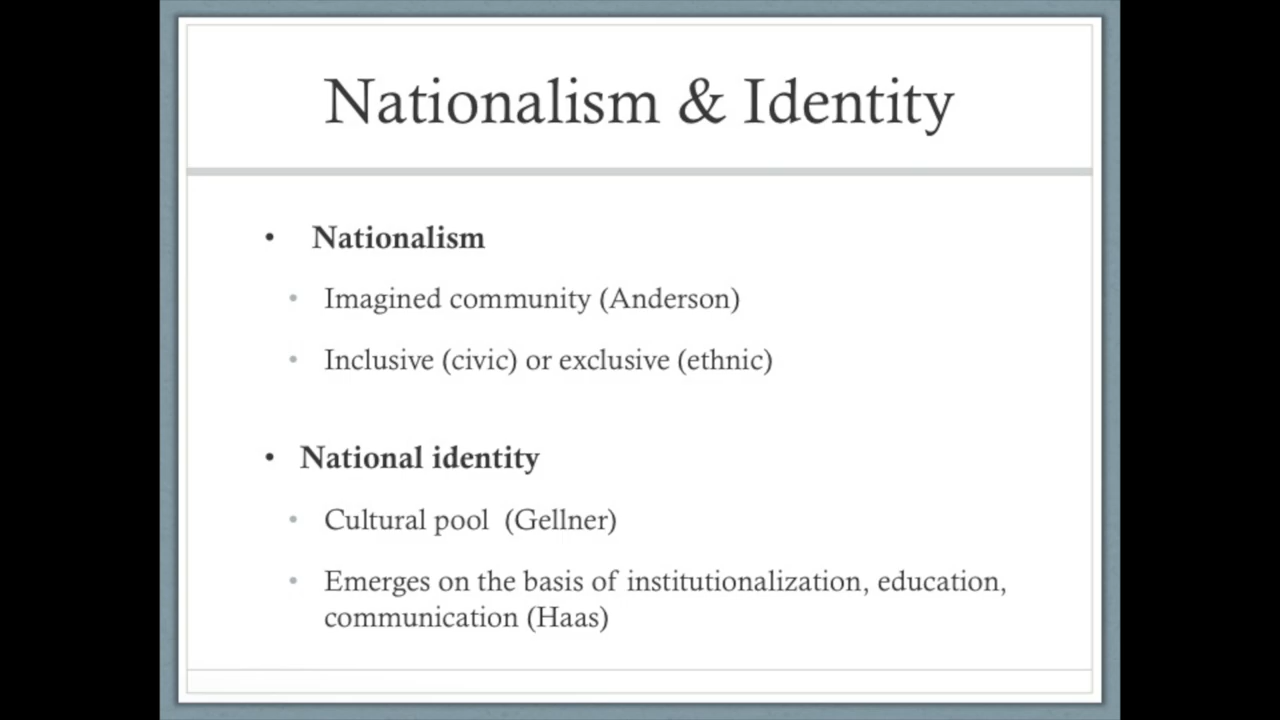 Nationalism & Identity
• Nationalism
• Imagined community (Anderson)
• Inclusive (civic) or exclusive (ethnic)
• National identity
• Cultural pool (Gellner)
• Emerges on the basis of institutionalization, education,
communication (Haas)